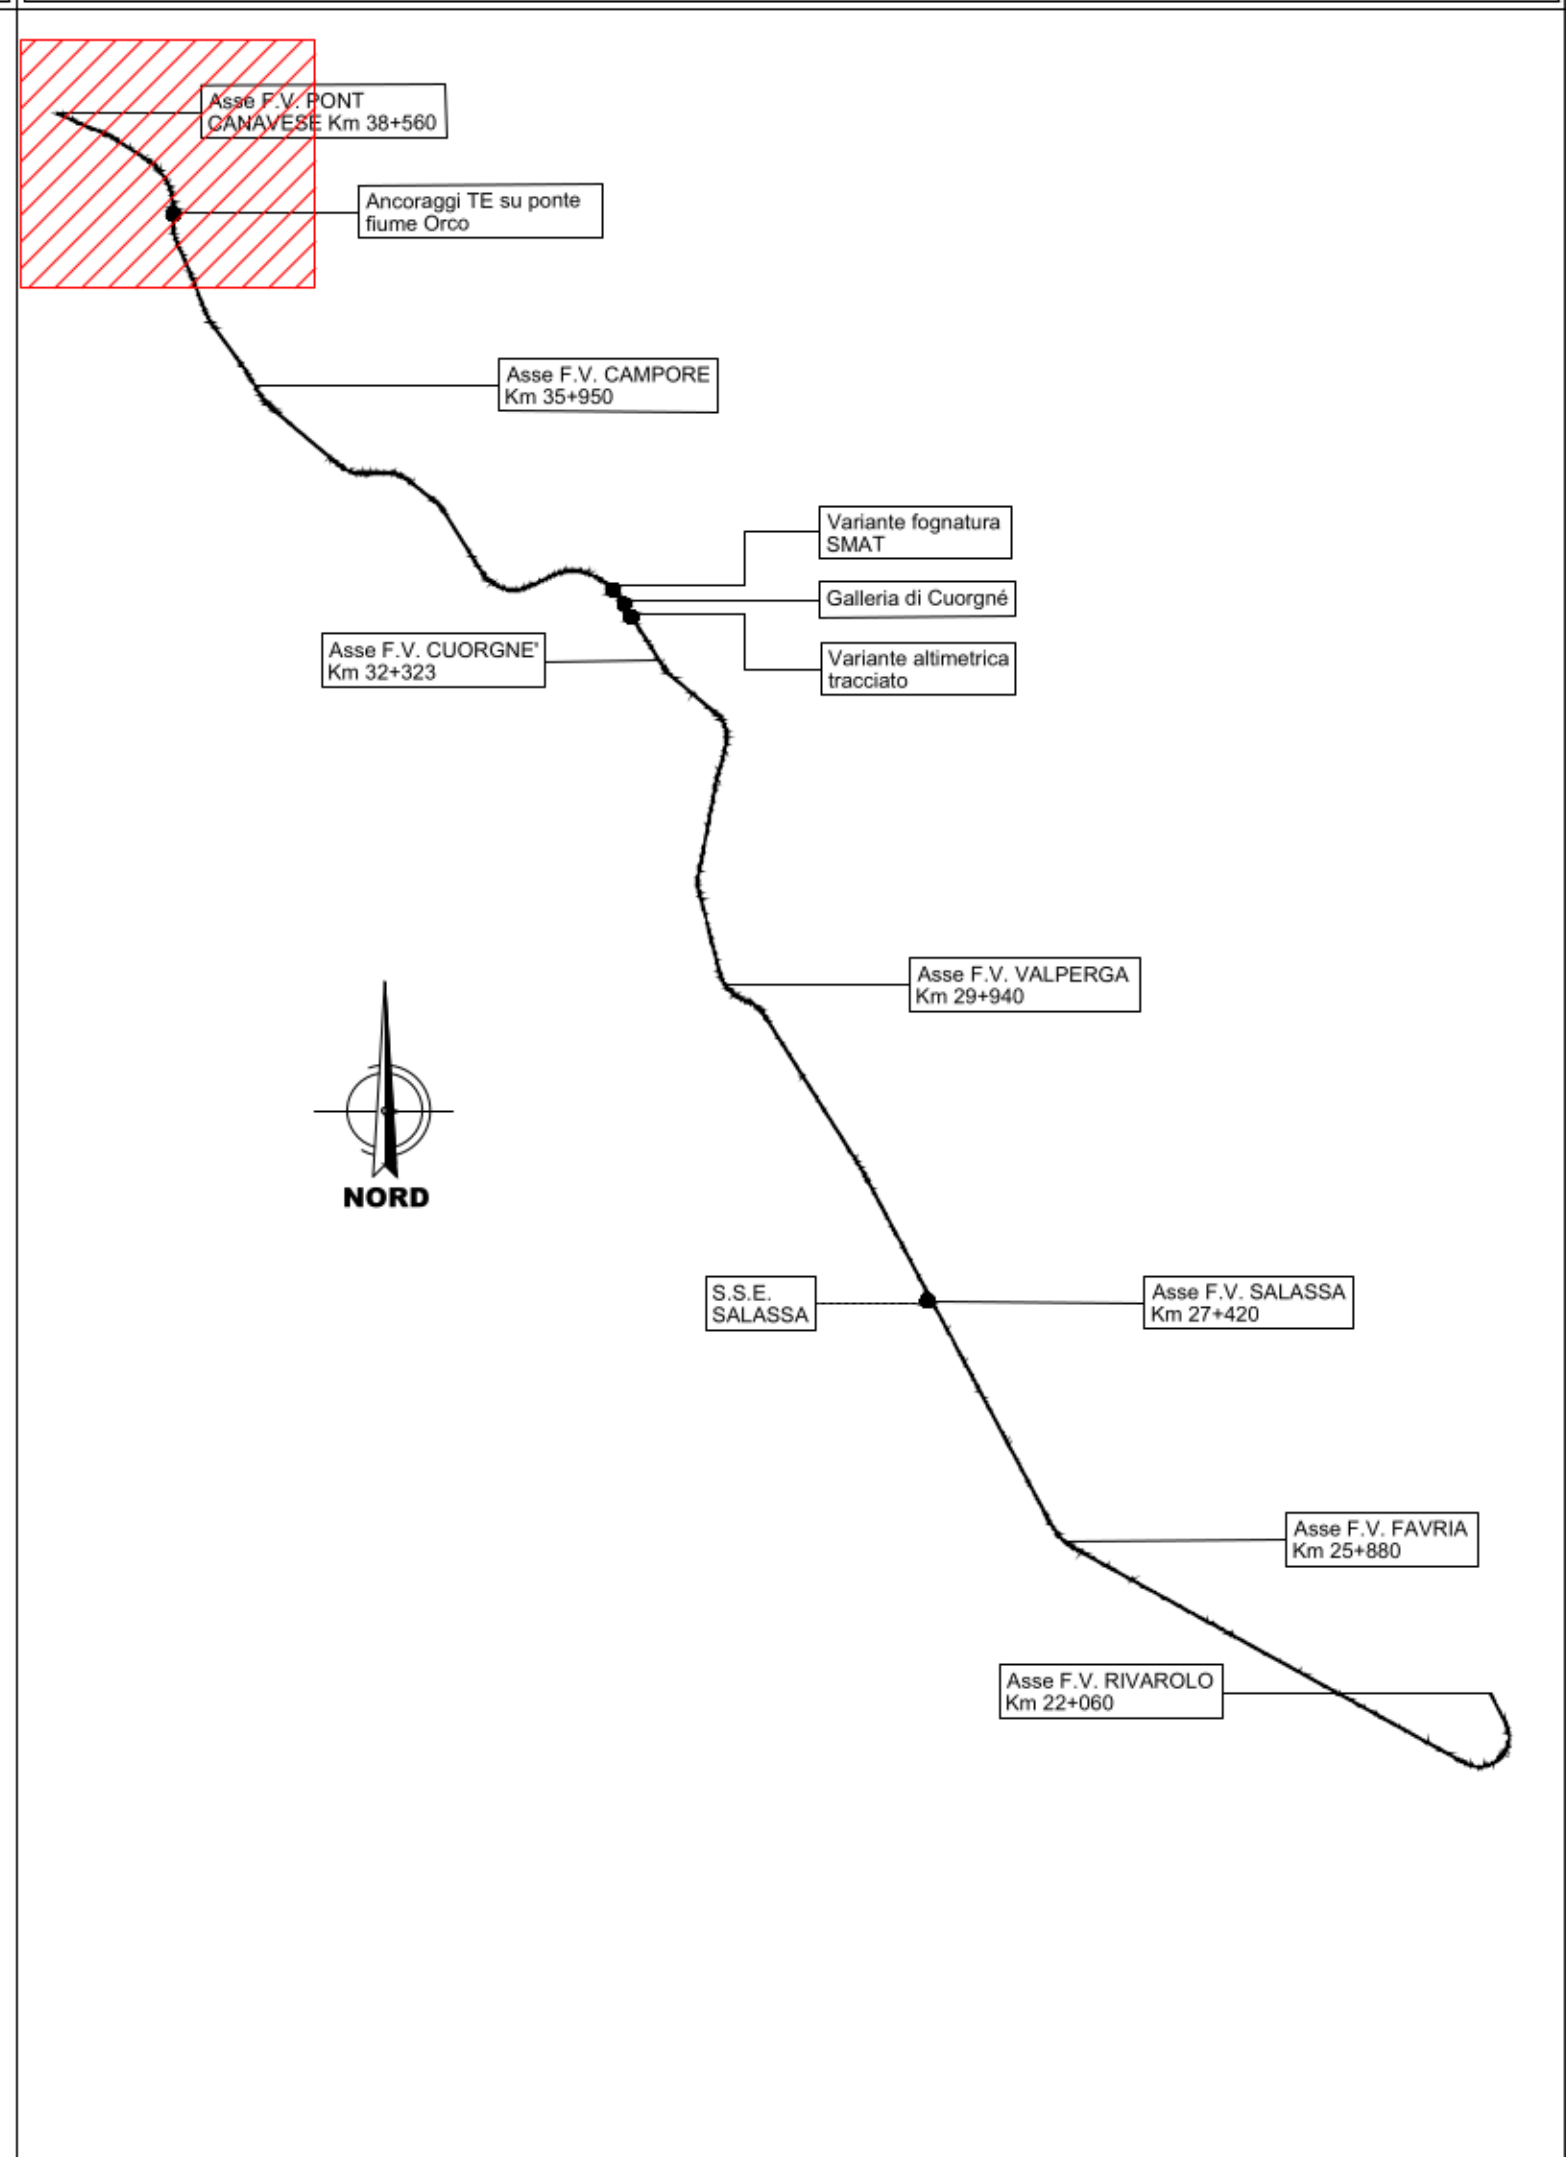 Asse F.V. PONT
CANAVESE Km 38+560
Ancoraggi TE su ponte
fiume Orco
Asse F.V. CAMPORE
Km 35+950
Variante fognatura
SMAT
Galleria di Cuorgné
Variante altimetrica
tracciato
Asse F.V. CUORGNE'
Km 32+323
Asse F.V. VALPERGA
Km 29+940
NORD
S.S.E.
SALASSA
Asse F.V. SALASSA
Km 27+420
Asse F.V. FAVRIA
Km 25+880
Asse F.V. RIVAROLO
Km 22+060